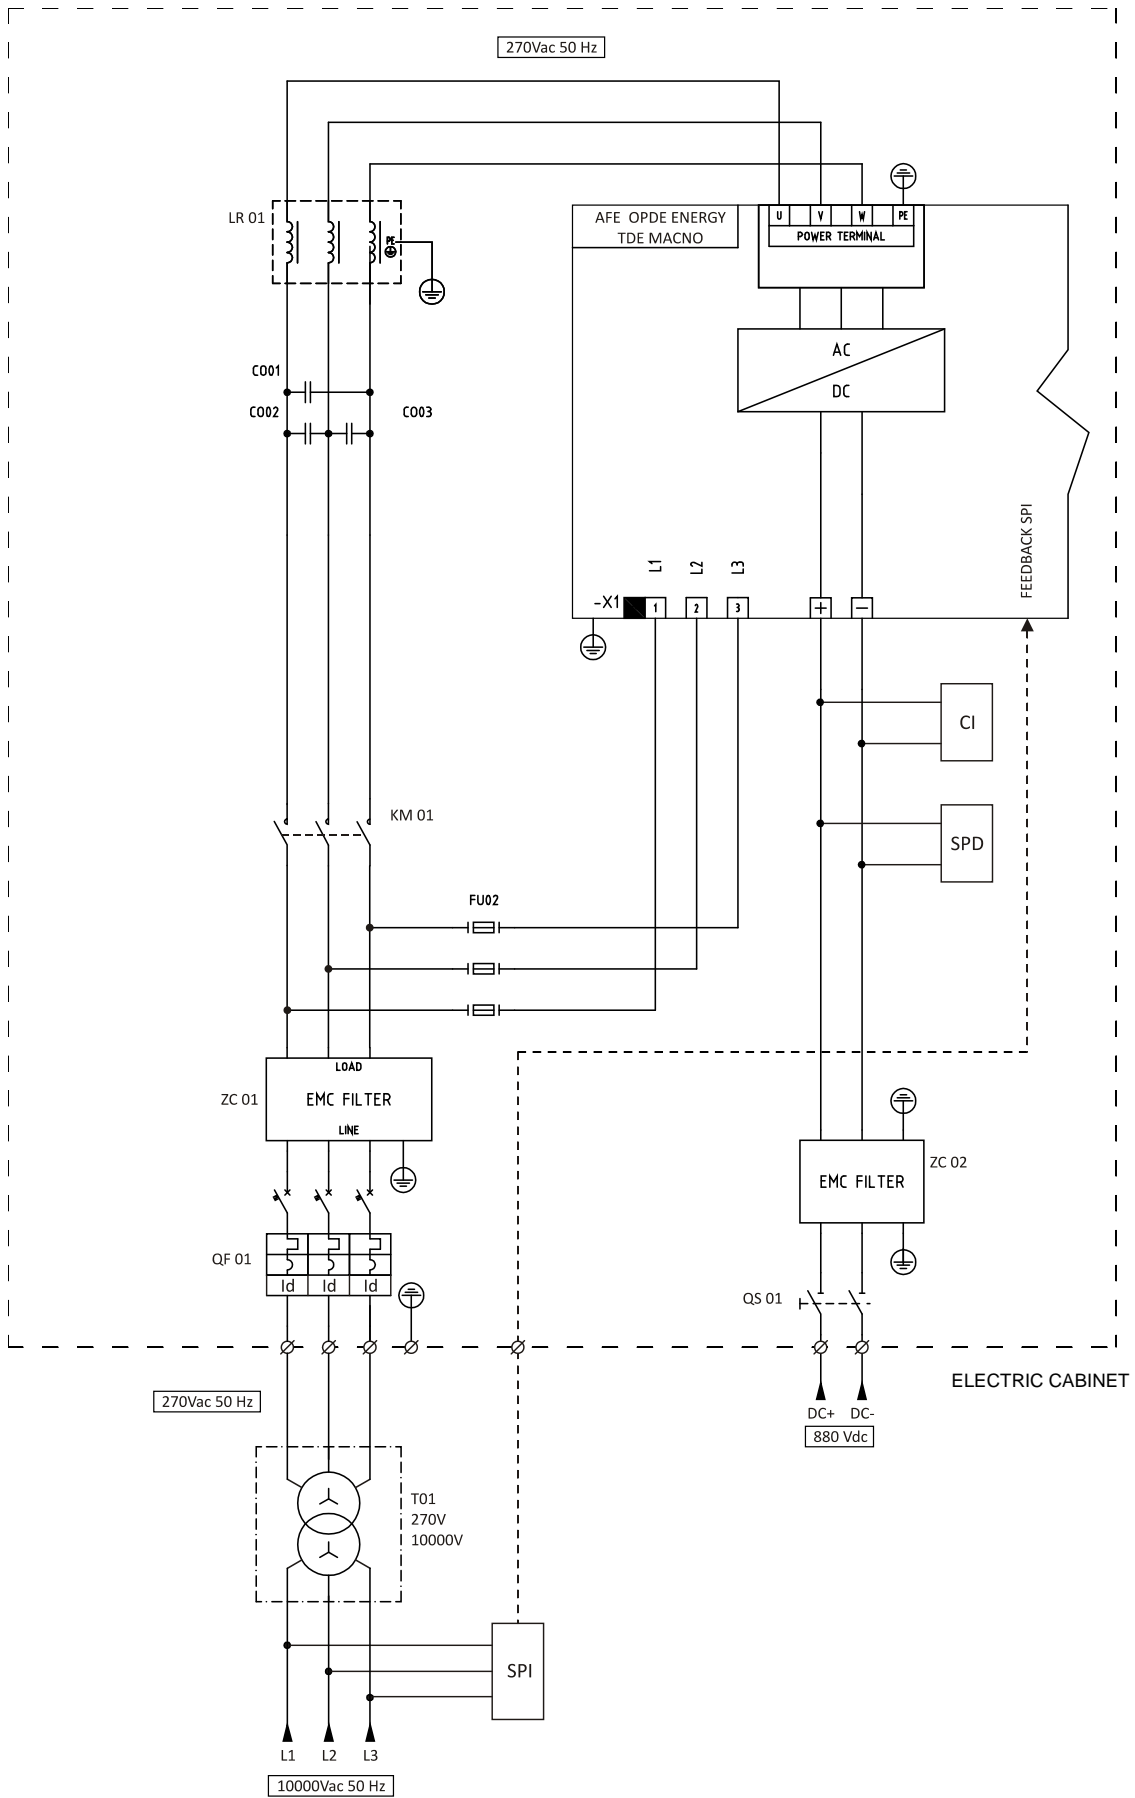 270Vac 50 Hz
LR 01
PE
AFE OPDE ENERGY
TDE MACNO
U V W PE
POWER TERMINAL
AC
DC
CO01
CO02
CO03
FEEDBACK SPI
L1
L2
L3
-X1
1 2 3
+ −
CI
KM 01
SPD
FU02
LOAD
ZC 01
EMC FILTER
LINE
ZC 02
EMC FILTER
QF 01
Id Id Id
QS 01
ELECTRIC CABINET
270Vac 50 Hz
DC+ DC-
880 Vdc
T01
270V
10000V
SPI
L1 L2 L3
10000Vac 50 Hz